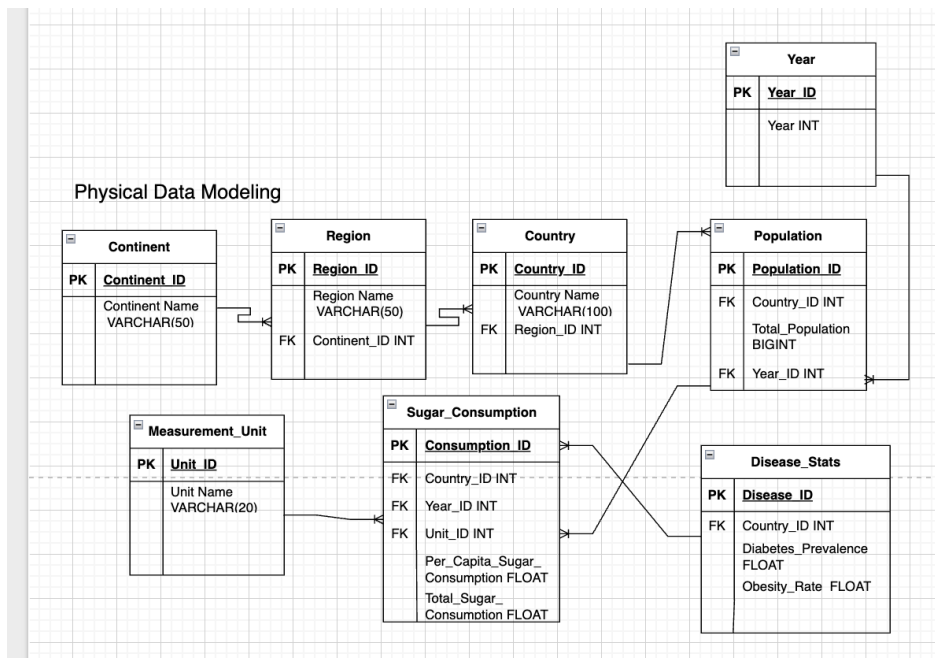 Year
PK Year_ID
Year INT
Physical Data Modeling
Continent
PK Continent_ID
Continent Name
VARCHAR(50)
Region
PK Region_ID
Region Name
VARCHAR(50)
FK Continent_ID INT
Country
PK Country_ID
Country Name
VARCHAR(100)
FK Region_ID INT
Population
PK Population_ID
FK Country_ID INT
Total_Population
BIGINT
FK Year_ID INT
Measurement_Unit
PK Unit_ID
Unit Name
VARCHAR(20)
Sugar_Consumption
PK Consumption_ID
FK Country_ID INT
FK Year_ID INT
FK Unit_ID INT
Per_Capita_Sugar_
Consumption FLOAT
Total_Sugar_
Consumption FLOAT
Disease_Stats
PK Disease_ID
FK Country_ID INT
Diabetes_Prevalence
FLOAT
Obesity_Rate FLOAT